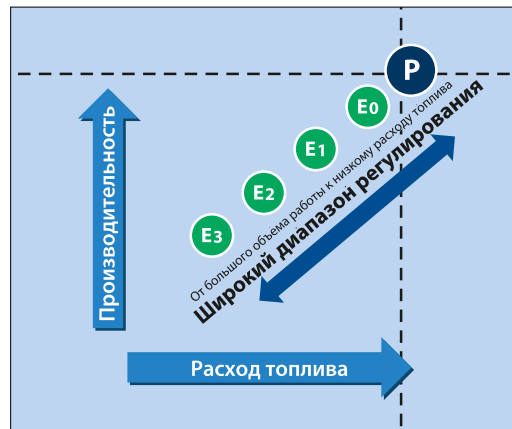 P
E0
E1
E2
E3
От большого объема работы к низкому расходу топлива
Широкий диапазон регулирования
Производительность
Расход топлива